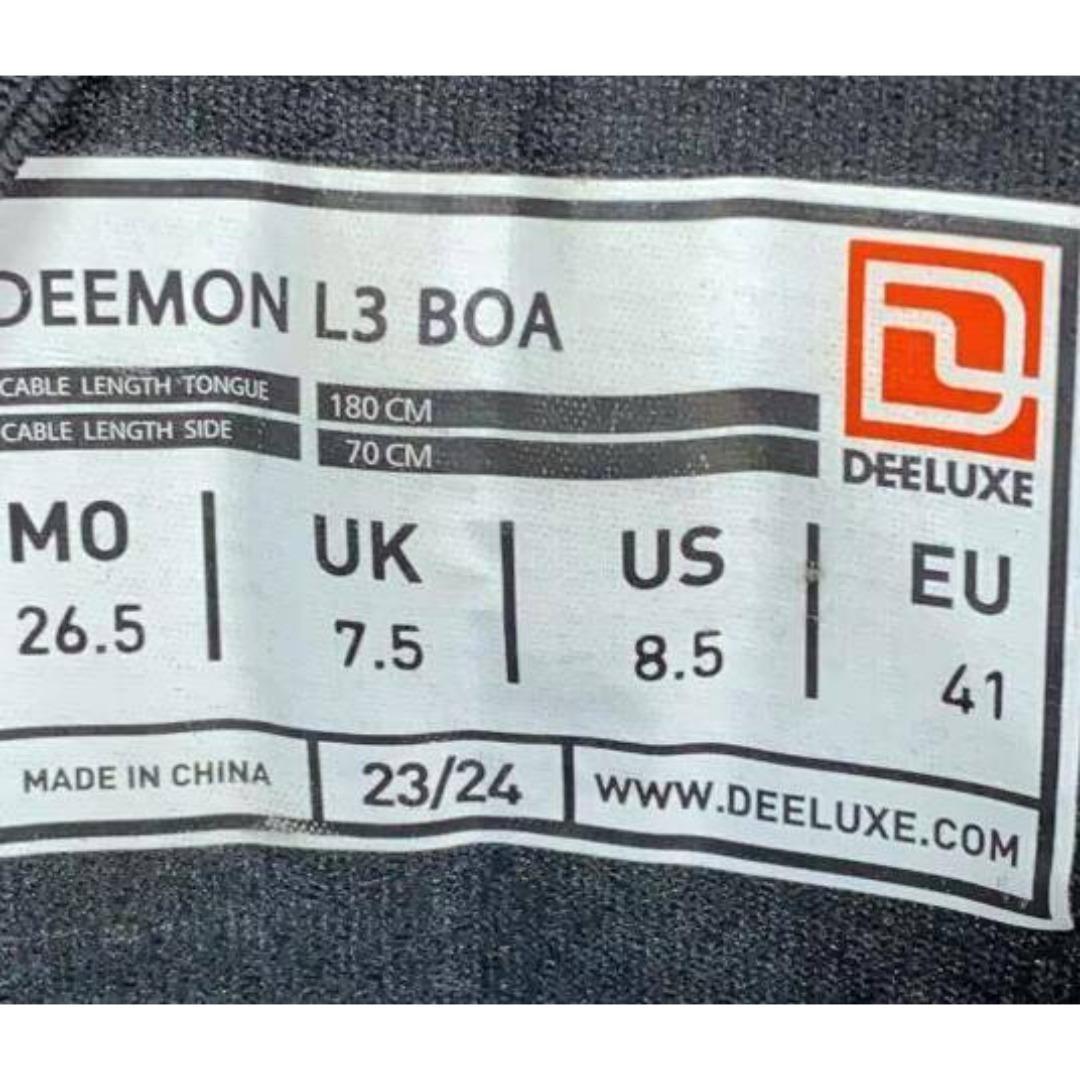 DEEMON L3 BOA
CABLE LENGTH TONGUE 180 CM
CABLE LENGTH SIDE 70 CM
DEELUXE
MO UK US EU
26.5 7.5 8.5 41
MADE IN CHINA 23/24 WWW.DEELUXE.COM